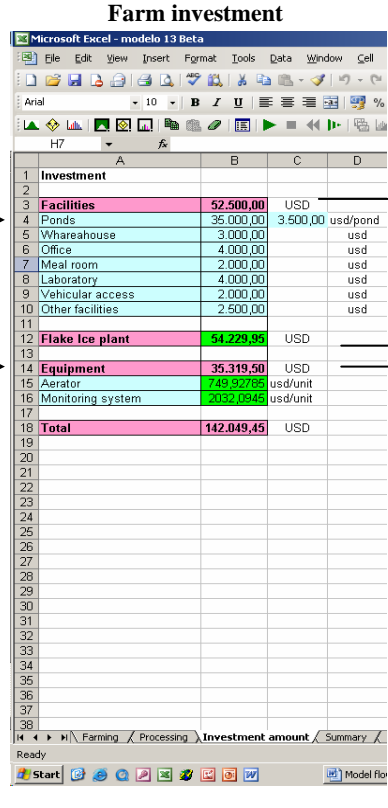 Farm investment
Microsoft Excel - modelo 13 Beta
File Edit View Insert Format Tools Data Window Cell
Arial 10 B I U %
H7 fx
A B C D
1 Investment
2
3 Facilities 52.500,00 USD
4 Ponds 35.000,00 3.500,00 usd/pond
5 Whareahouse 3.000,00 usd
6 Office 4.000,00 usd
7 Meal room 2.000,00 usd
8 Laboratory 4.000,00 usd
9 Vehicular access 2.000,00 usd
10 Other facilities 2.500,00 usd
11
12 Flake Ice plant 54.229,95 USD
13
14 Equipment 35.319,50 USD
15 Aerator 749,92785 usd/unit
16 Monitoring system 2032,0945 usd/unit
17
18 Total 142.049,45 USD
19
20
21
22
23
24
25
26
27
28
29
30
31
32
33
34
35
36
37
38
Farming Processing Investment amount Summary
Ready
Start Model flo